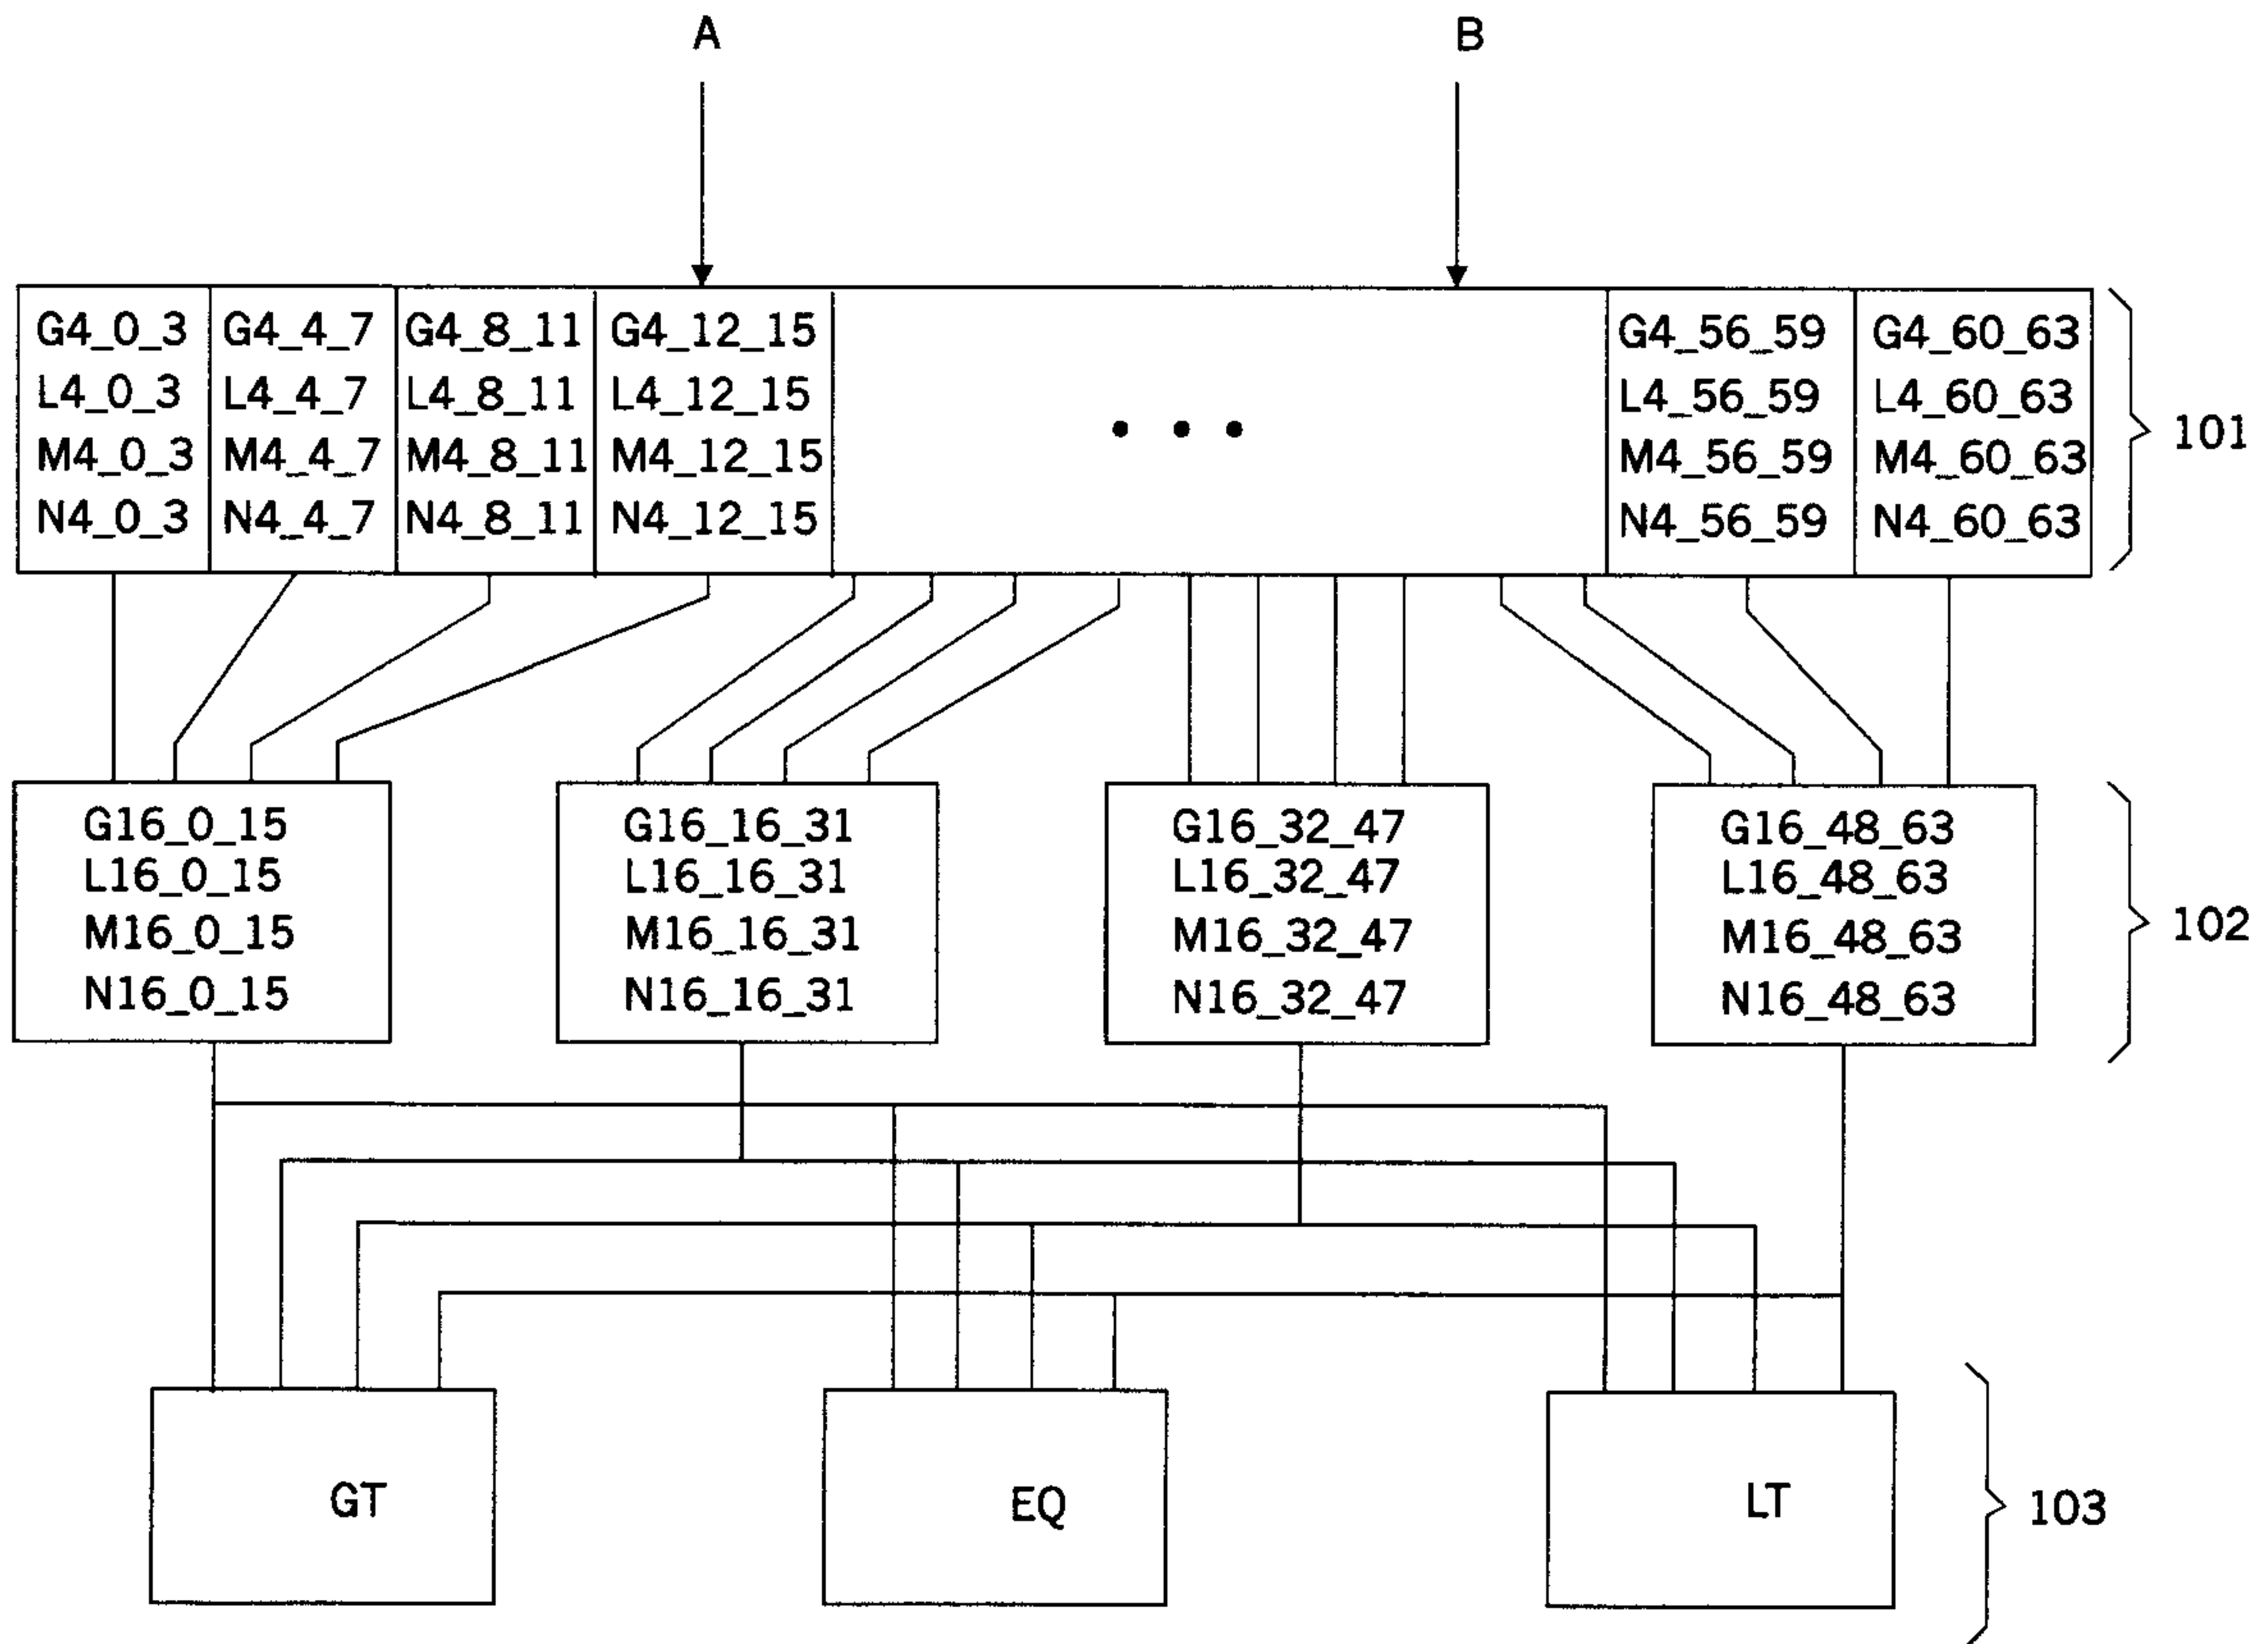 A B
G4_0_3 G4_4_7 G4_8_11 G4_12_15 G4_56_59 G4_60_63
L4_0_3 L4_4_7 L4_8_11 L4_12_15 L4_56_59 L4_60_63
M4_0_3 M4_4_7 M4_8_11 M4_12_15 • • • M4_56_59 M4_60_63 101
N4_0_3 N4_4_7 N4_8_11 N4_12_15 N4_56_59 N4_60_63
G16_0_15 G16_16_31 G16_32_47 G16_48_63
L16_0_15 L16_16_31 L16_32_47 L16_48_63
M16_0_15 M16_16_31 M16_32_47 M16_48_63 102
N16_0_15 N16_16_31 N16_32_47 N16_48_63
GT EQ LT 103